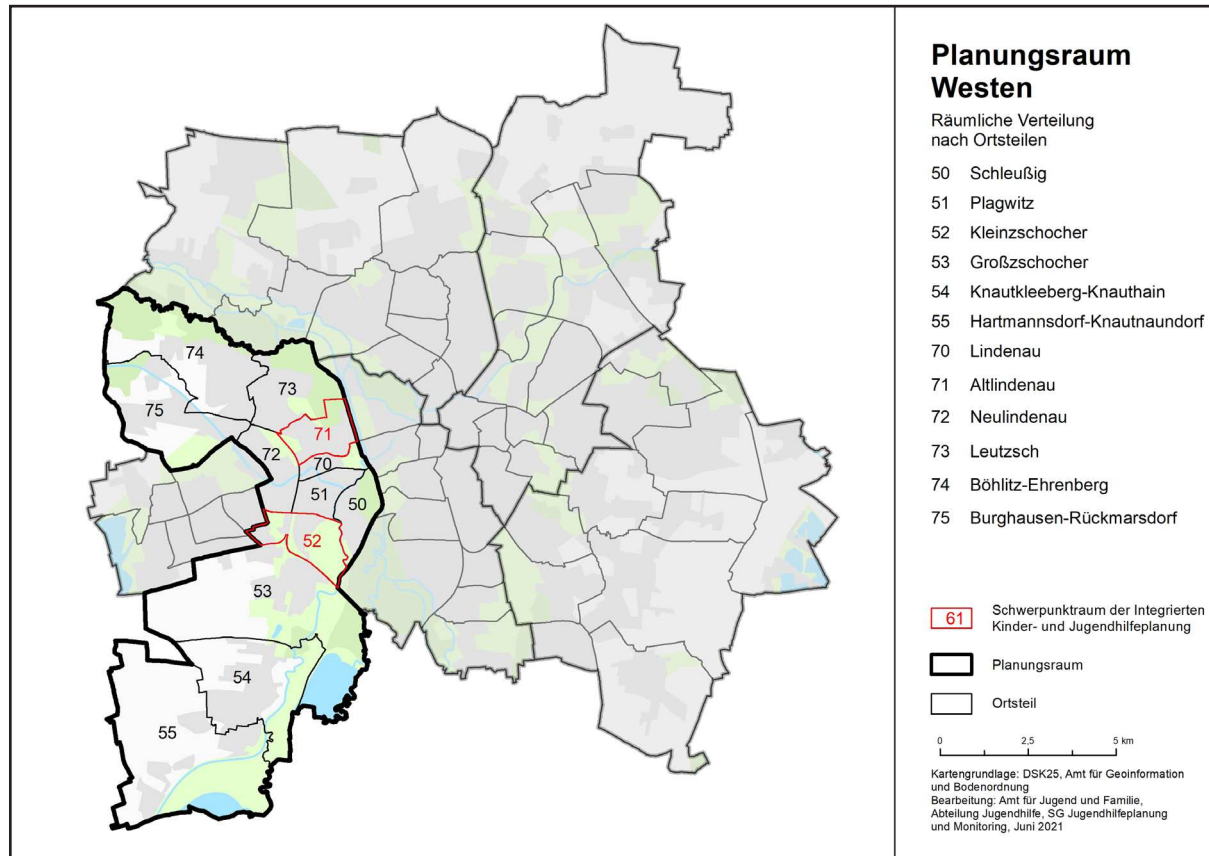 Planungsraum
Westen
Räumliche Verteilung
nach Ortsteilen
50 Schleußig
51 Plagwitz
52 Kleinzschocher
53 Großzschocher
54 Knautkleeberg-Knauthain
55 Hartmannsdorf-Knautnaundorf
70 Lindenau
71 Altlindenau
72 Neulindenau
73 Leutzsch
74 Böhlitz-Ehrenberg
75 Burghausen-Rückmarsdorf
61 Schwerpunktraum der Integrierten
Kinder- und Jugendhilfeplanung
Planungsraum
Ortsteil
0 2,5 5 km
Kartengrundlage: DSK25, Amt für Geoinformation
und Bodenordnung
Bearbeitung: Amt für Jugend und Familie,
Abteilung Jugendhilfe, SG Jugendhilfeplanung
und Monitoring, Juni 2021
74
73
75
71
72
70
51
50
52
53
54
55